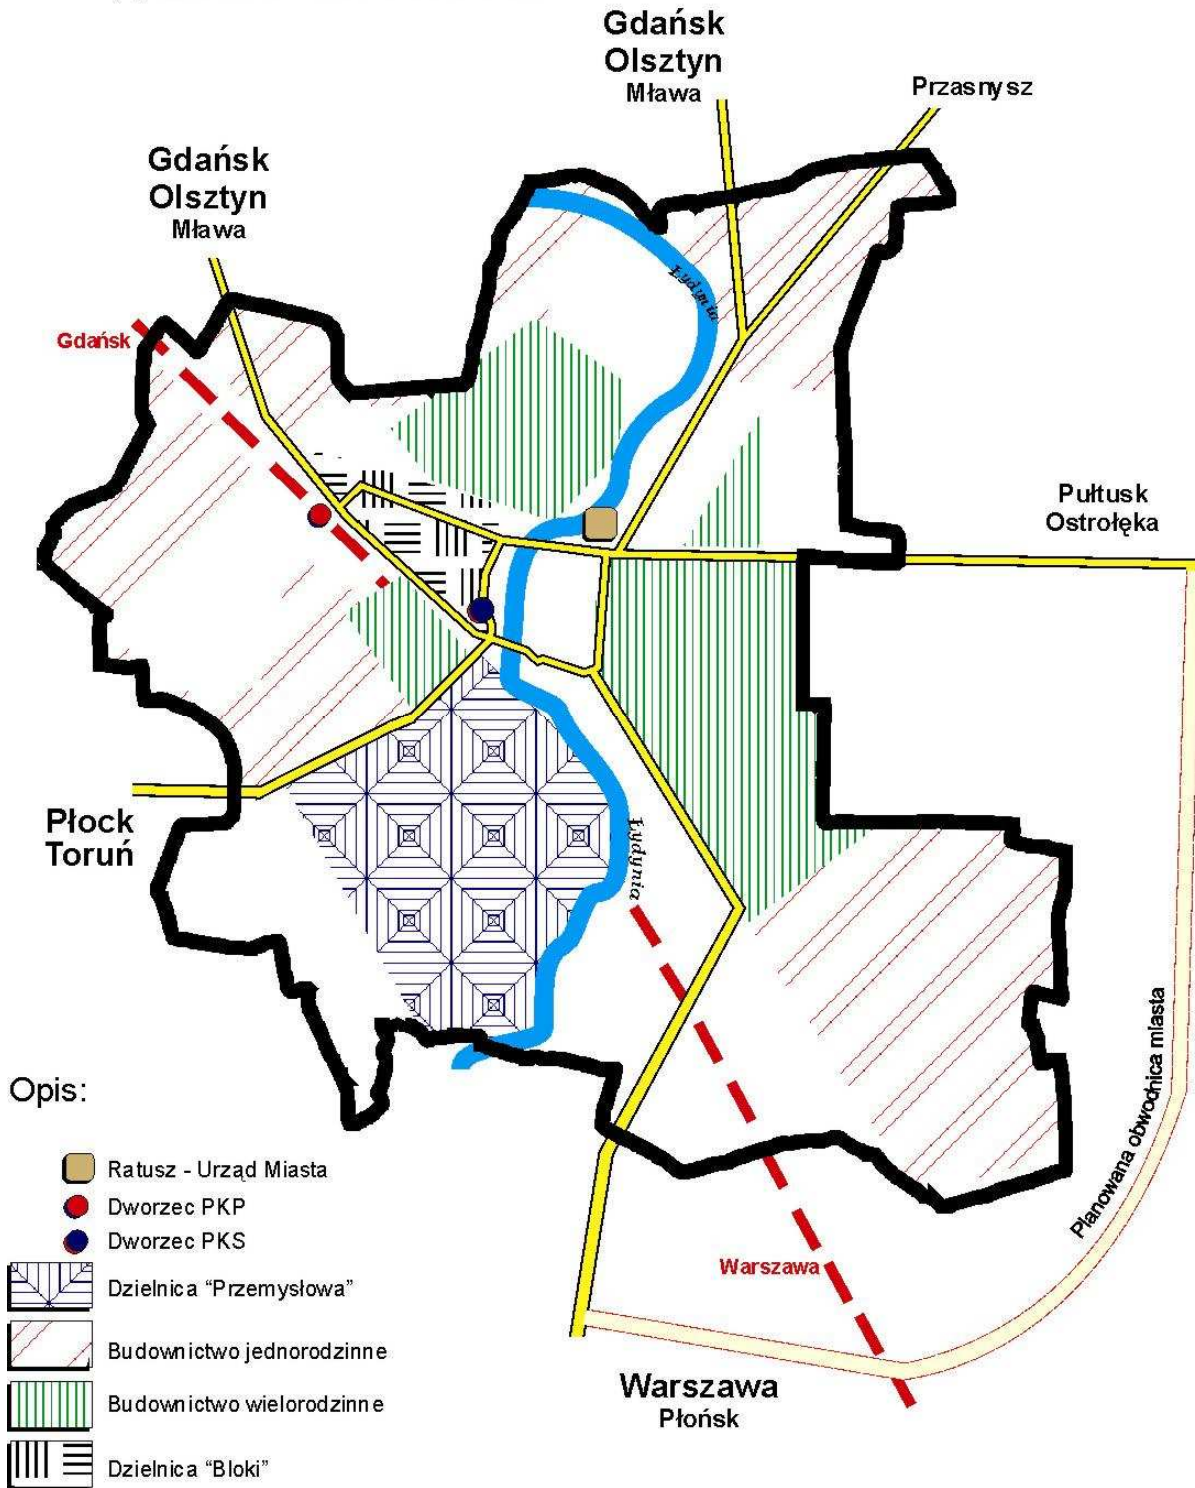 Gdańsk
Olsztyn
Mława
Przasnysz
Gdańsk
Olsztyn
Mława
Łydynia
Gdańsk
Pułtusk
Ostrołęka
Płock
Toruń
Łydynia
Planowana obwodnica miasta
Opis:
Ratusz - Urząd Miasta
Dworzec PKP
Dworzec PKS
Dzielnica "Przemysłowa"
Warszawa
Budownictwo jednorodzinne
Warszawa
Płońsk
Budownictwo wielorodzinne
Dzielnica "Bloki"